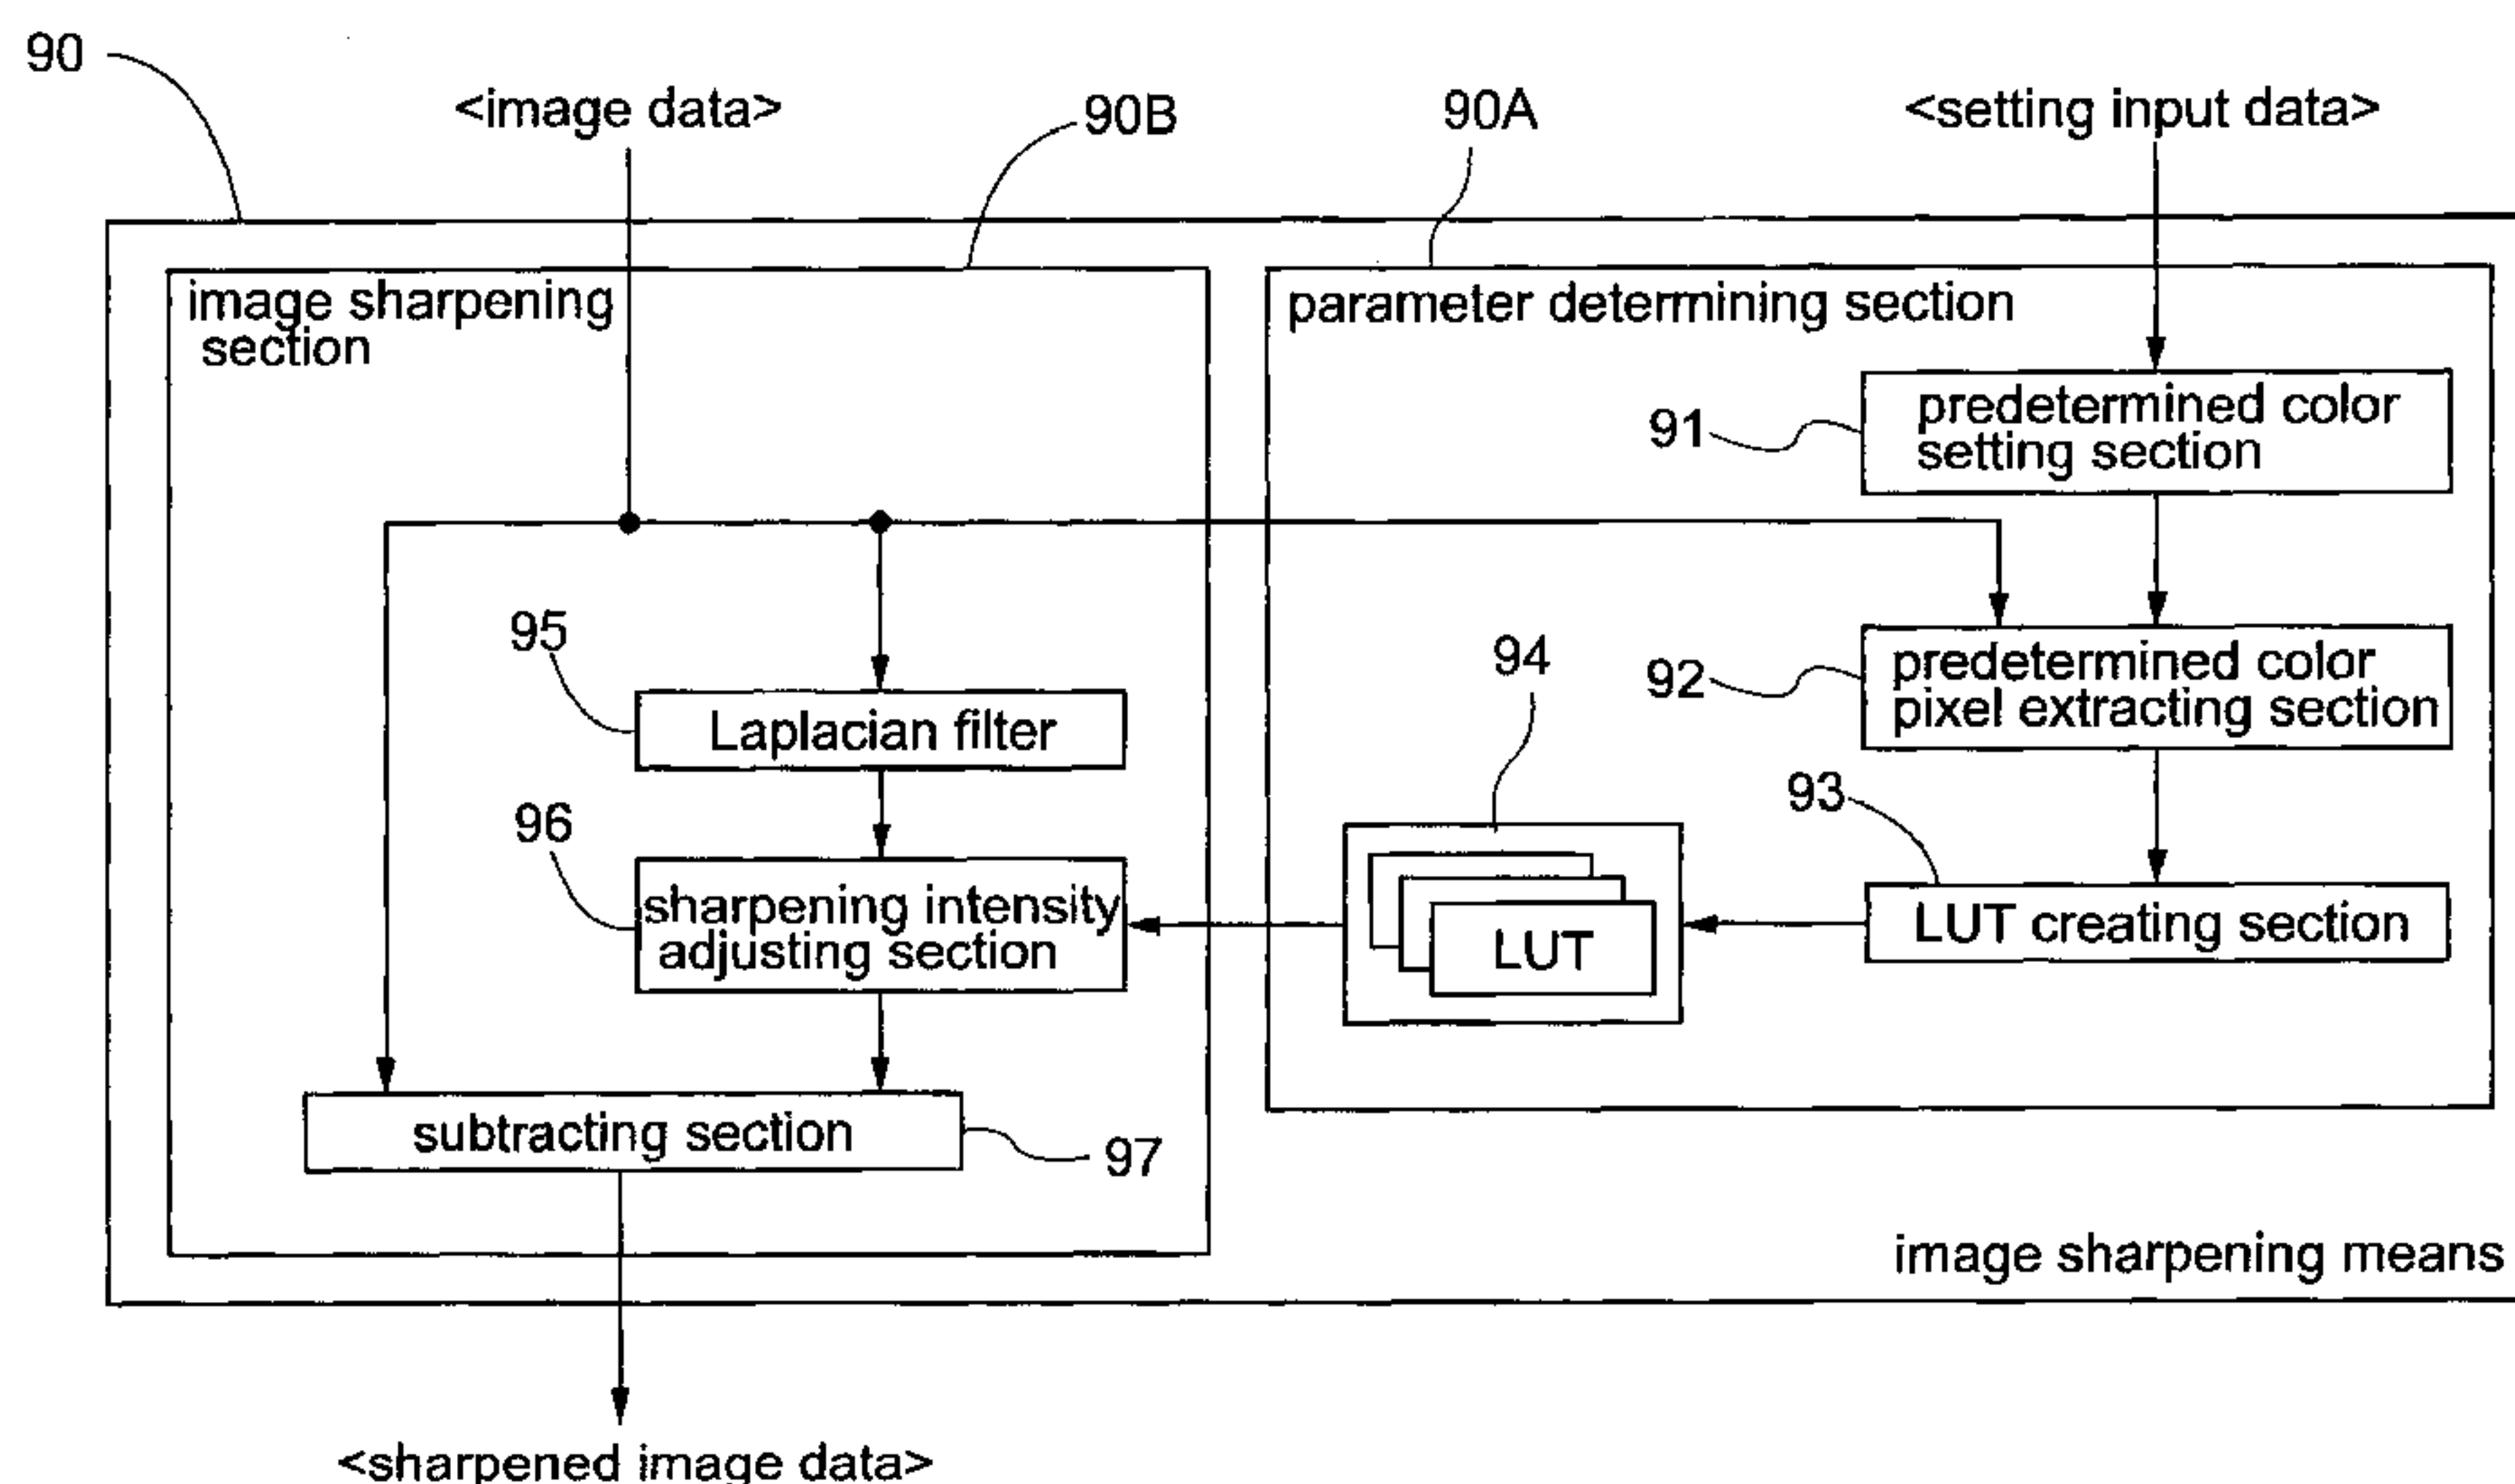 90
<image data>
90B
90A
<setting input data>
image sharpening
section
parameter determining section
91
predetermined color
setting section
95
94
92
predetermined color
pixel extracting section
Laplacian filter
96
93
sharpening intensity
adjusting section
LUT
LUT creating section
subtracting section
97
image sharpening means
<sharpened image data>